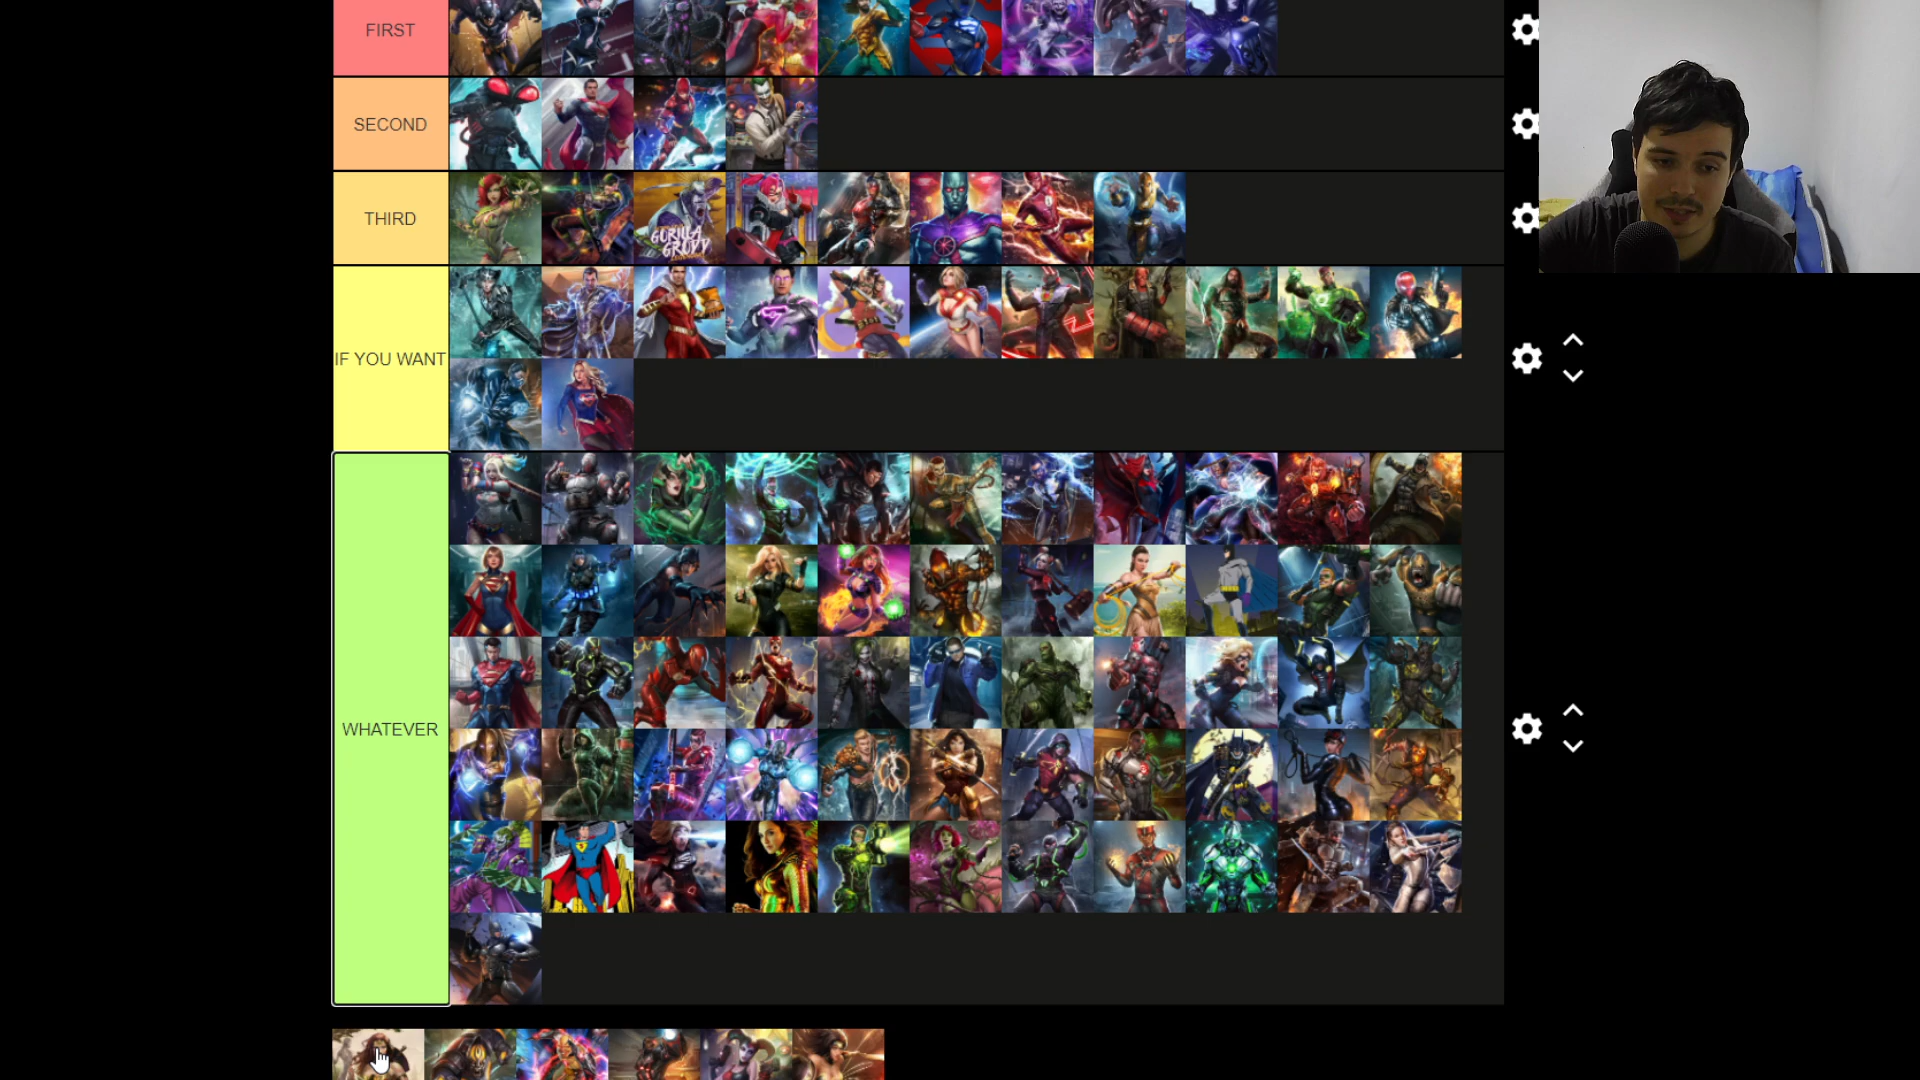 FIRST
SECOND
THIRD
GORILLA
GRODD
IF YOU WANT
WHATEVER